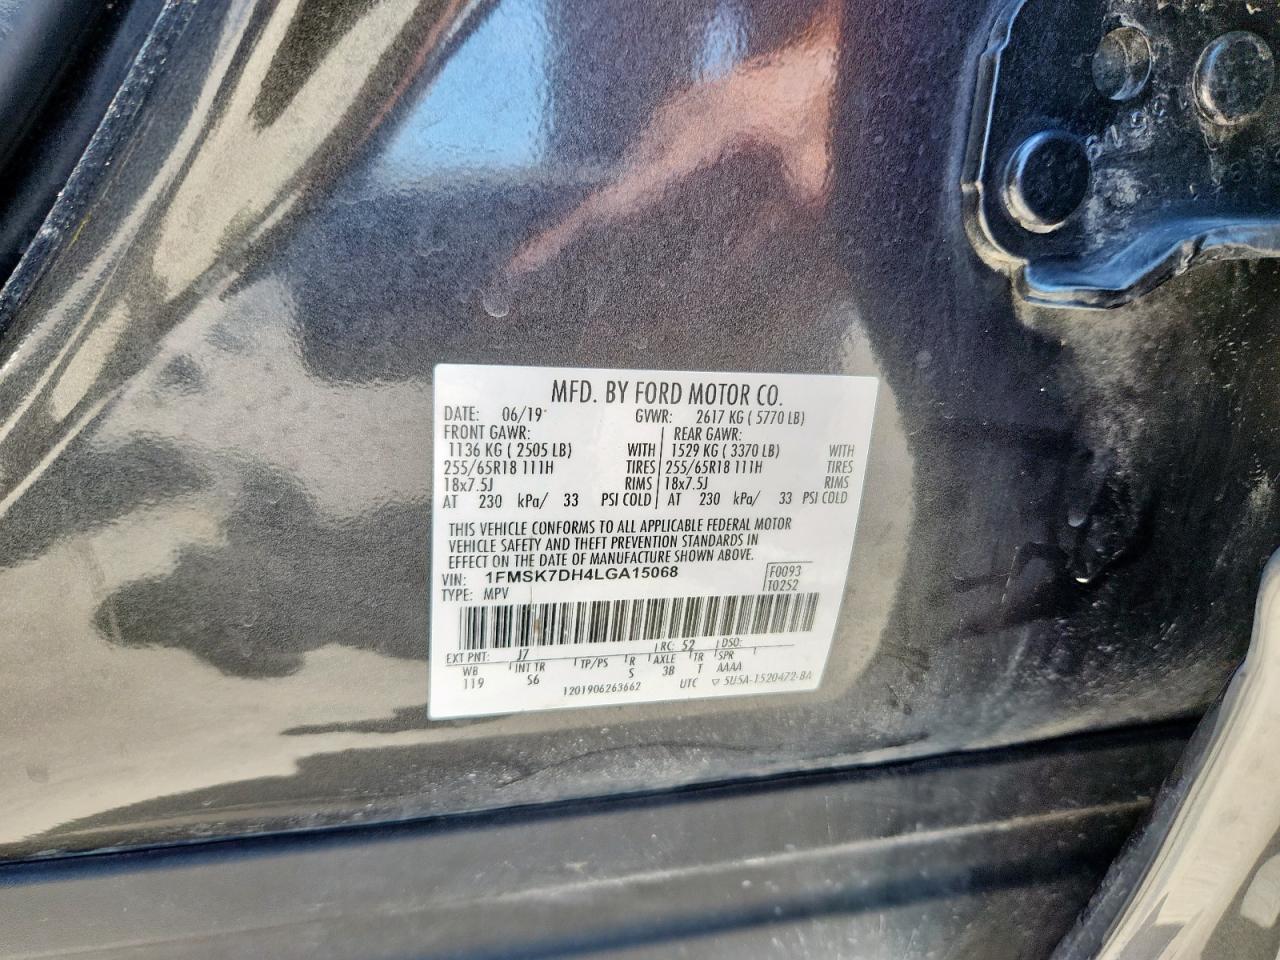 MFD. BY FORD MOTOR CO.
DATE: 06/19 GVWR: 2617 KG ( 5770 LB)
FRONT GAWR: REAR GAWR:
1136 KG ( 2505 LB) WITH 1529 KG ( 3370 LB) WITH
255/65R18 111H TIRES 255/65R18 111H TIRES
18x7.5J RIMS 18x7.5J RIMS
AT 230 kPa/ 33 PSI COLD AT 230 kPa/ 33 PSI COLD
THIS VEHICLE CONFORMS TO ALL APPLICABLE FEDERAL MOTOR
VEHICLE SAFETY AND THEFT PREVENTION STANDARDS IN
EFFECT ON THE DATE OF MANUFACTURE SHOWN ABOVE.
VIN: 1FMSK7DH4LGA15068 F0093
TYPE: MPV T0252
EXT PNT: J7 RC: 52 DSO:
WB INT TR TP/PS R AXLE TR SPR
119 S6 S 3B T AAAA
1201906263662 UTC ▽ 5U5A-1520472-BA